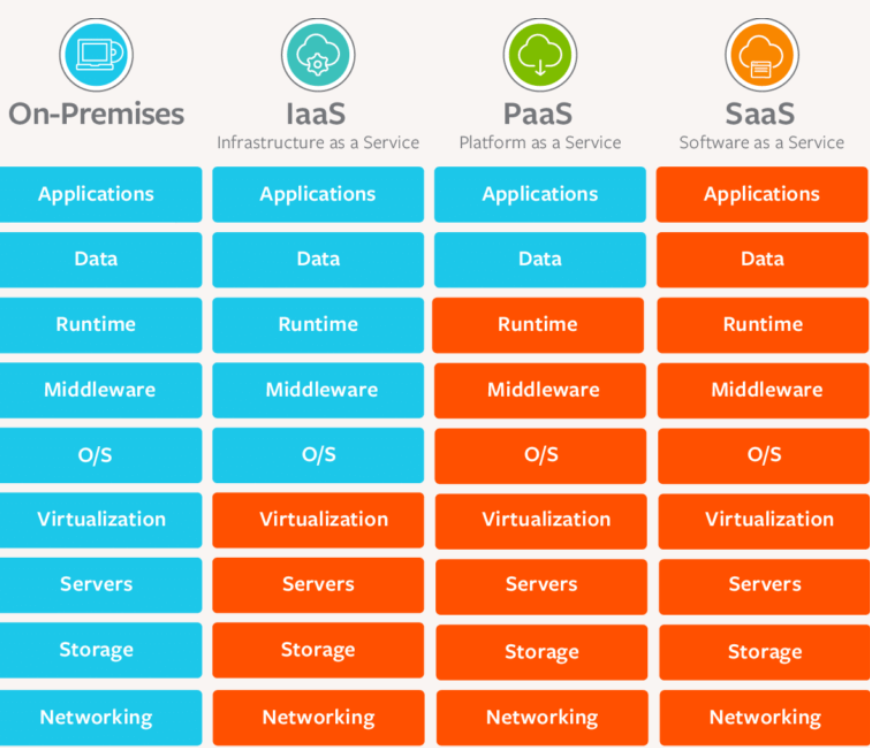 On-Premises IaaS PaaS SaaS
Infrastructure as a Service Platform as a Service Software as a Service
Applications Applications Applications Applications
Data Data Data Data
Runtime Runtime Runtime Runtime
Middleware Middleware Middleware Middleware
O/S O/S O/S O/S
Virtualization Virtualization Virtualization Virtualization
Servers Servers Servers Servers
Storage Storage Storage Storage
Networking Networking Networking Networking